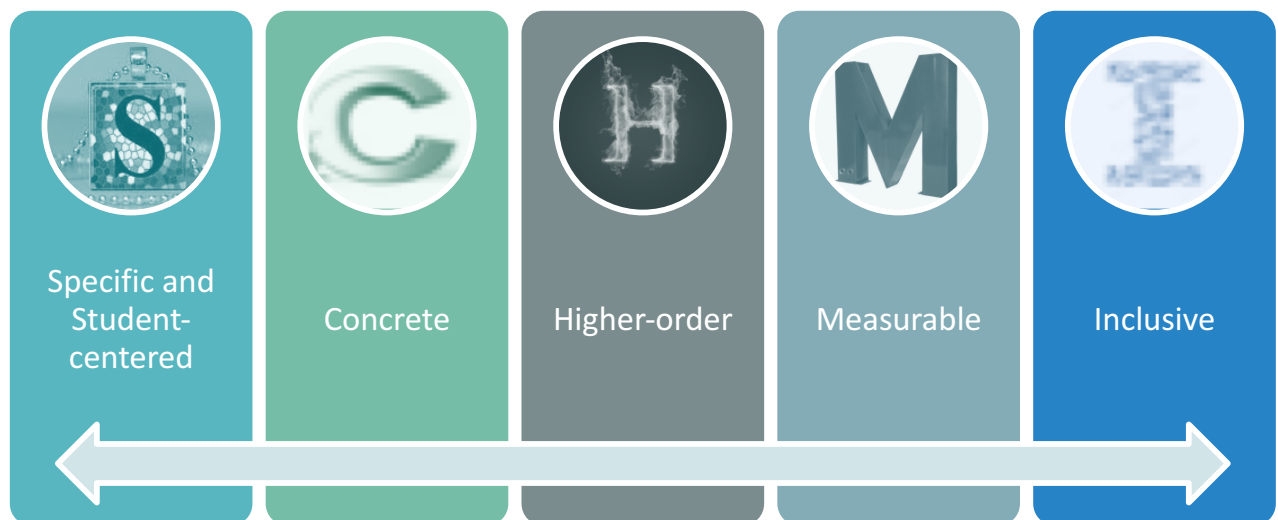 S
C
H
M
I
Specific and
Student-
centered
Concrete
Higher-order
Measurable
Inclusive